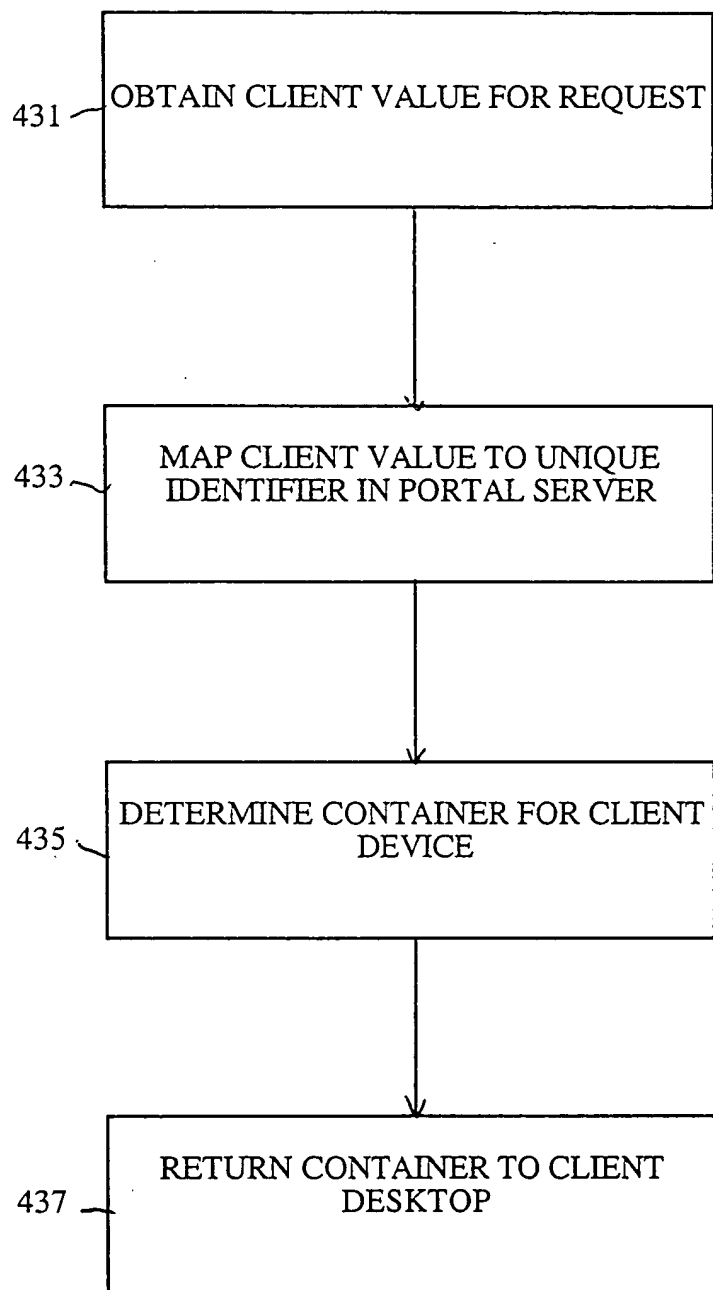 431
OBTAIN CLIENT VALUE FOR REQUEST
433
MAP CLIENT VALUE TO UNIQUE
IDENTIFIER IN PORTAL SERVER
435
DETERMINE CONTAINER FOR CLIENT
DEVICE
437
RETURN CONTAINER TO CLIENT
DESKTOP